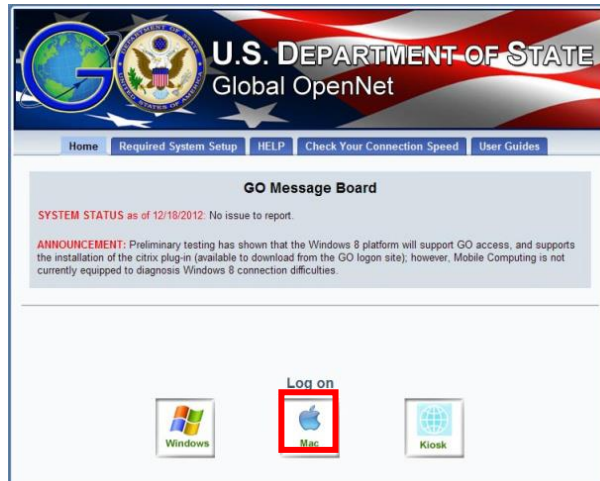 U.S. DEPARTMENT OF STATE
Global OpenNet
Home Required System Setup HELP Check Your Connection Speed User Guides
GO Message Board
SYSTEM STATUS as of 12/18/2012: No issue to report.
ANNOUNCEMENT: Preliminary testing has shown that the Windows 8 platform will support GO access, and supports
the installation of the citrix plug-in (available to download from the GO logon site); however, Mobile Computing is not
currently equipped to diagnosis Windows 8 connection difficulties.
Log on
Windows Mac Kiosk